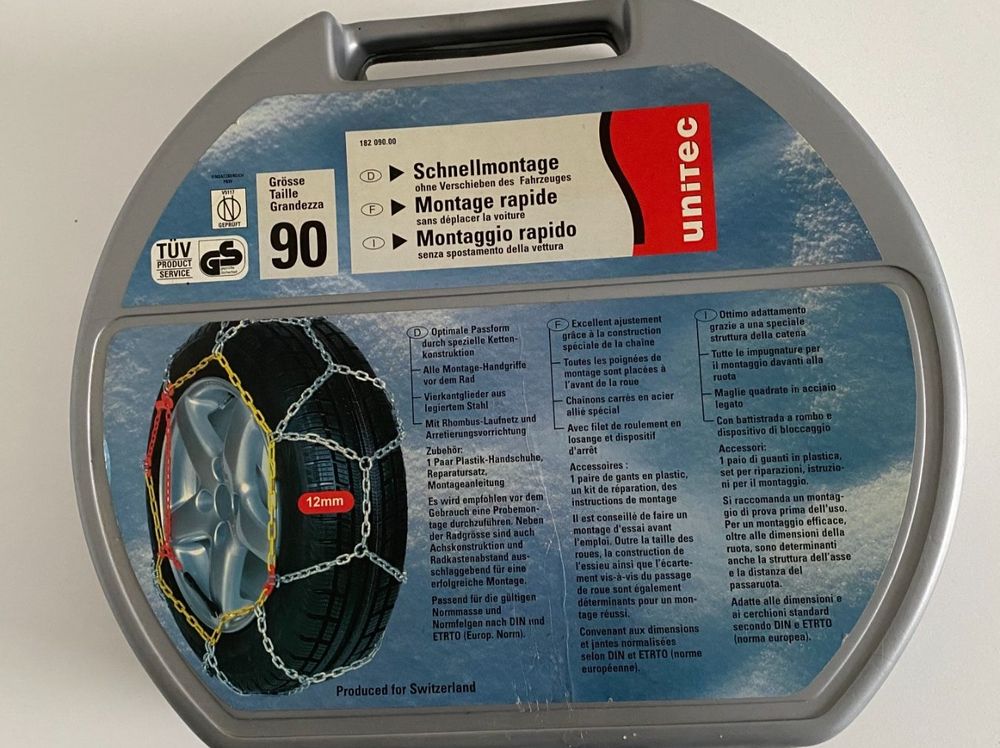 182 090.00
D Schnellmontage
ohne Verschieben des Fahrzeuges
F Montage rapide
sans déplacer la voiture
I Montaggio rapido
senza spostamento della vettura
uniTec
Grösse
Taille
Grandezza
90
V5117
GEPRÜFT
TÜV
PRODUCT
SERVICE
GS
12mm
D Optimale Passform
durch spezielle Ketten-
konstruktion
Alle Montage-Handgriffe
vor dem Rad
Vierkantglieder aus
legiertem Stahl
Mit Rhombus-Laufnetz und
Arretierungsvorrichtung
Zubehör:
1 Paar Plastik-Handschuhe,
Reparatursatz,
Montageanleitung
Es wird empfohlen vor dem
Gebrauch eine Probemon-
tage durchzuführen. Neben
der Radgrösse sind auch
Achskonstruktion und
Radkastenabstand aus-
schlaggebend für eine
erfolgreiche Montage.
Passend für die gültigen
Normmasse und
Normfelgen nach DIN und
ETRTO (Europ. Norm).
F Excellent ajustement
grâce à la construction
spéciale de la chaîne
Toutes les poignées de
montage sont placées à
l'avant de la roue
Chaînons carrés en acier
allié spécial
Avec filet de roulement en
losange et dispositif
d'arrêt
Accessoires :
1 paire de gants en plastic,
un kit de réparation, des
instructions de montage
Il est conseillé de faire un
montage d'essai avant
l'emploi. Outre la taille des
roues, la construction de
l'essieu ainsi que l'écarte-
ment vis-à-vis du passage
de roue sont également
déterminants pour un mon-
tage réussi.
Convenant aux dimensions
et jantes normalisées
selon DIN et ETRTO (norme
européenne).
I Ottimo adattamento
grazie a una speciale
struttura della catena
Tutte le impugnature per
il montaggio davanti alla
ruota
Maglie quadrate in acciaio
legato
Con battistrada a rombo e
dispositivo di bloccaggio
Accessori:
1 paio di guanti in plastica,
set per riparazioni, istruzio-
ni per il montaggio.
Si raccomanda un montag-
gio di prova prima dell'uso.
Per un montaggio efficace,
oltre alle dimensioni della
ruota, sono determinanti
anche la struttura dell'asse
e la distanza del
passaruota.
Adatte alle dimensioni e
ai cerchioni standard
secondo DIN e ETRTO
(norma europea).
Produced for Switzerland